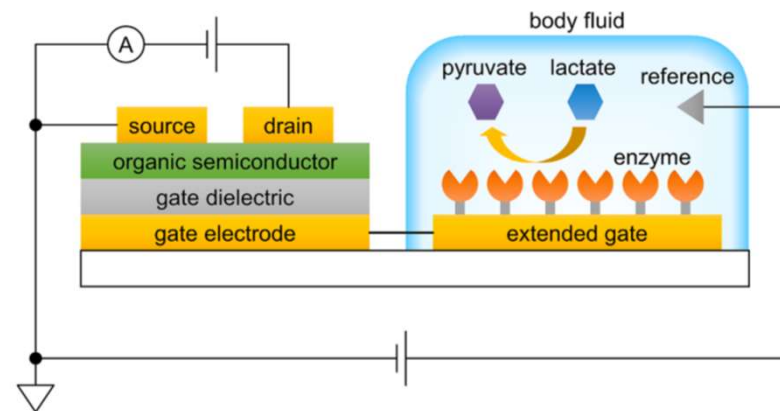 body fluid
A
pyruvate lactate
reference
source drain
organic semiconductor
enzyme
gate dielectric
gate electrode
extended gate